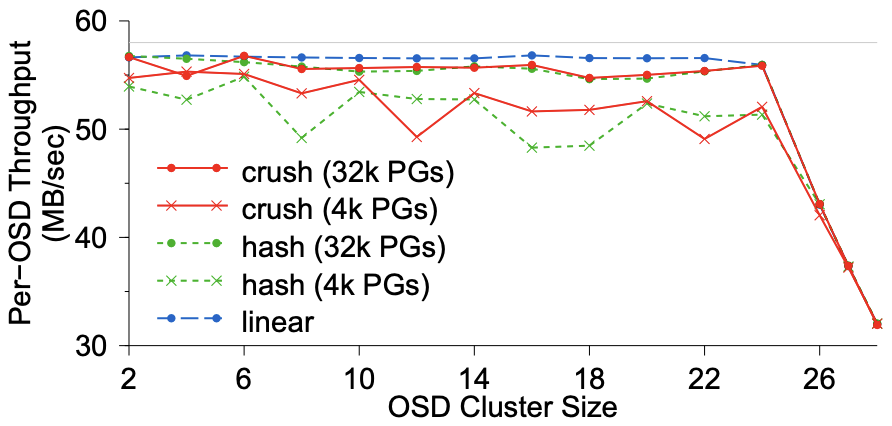 Per−OSD Throughput
(MB/sec)
60
50
40
30
crush (32k PGs)
crush (4k PGs)
hash (32k PGs)
hash (4k PGs)
linear
2 6 10 14 18 22 26
OSD Cluster Size